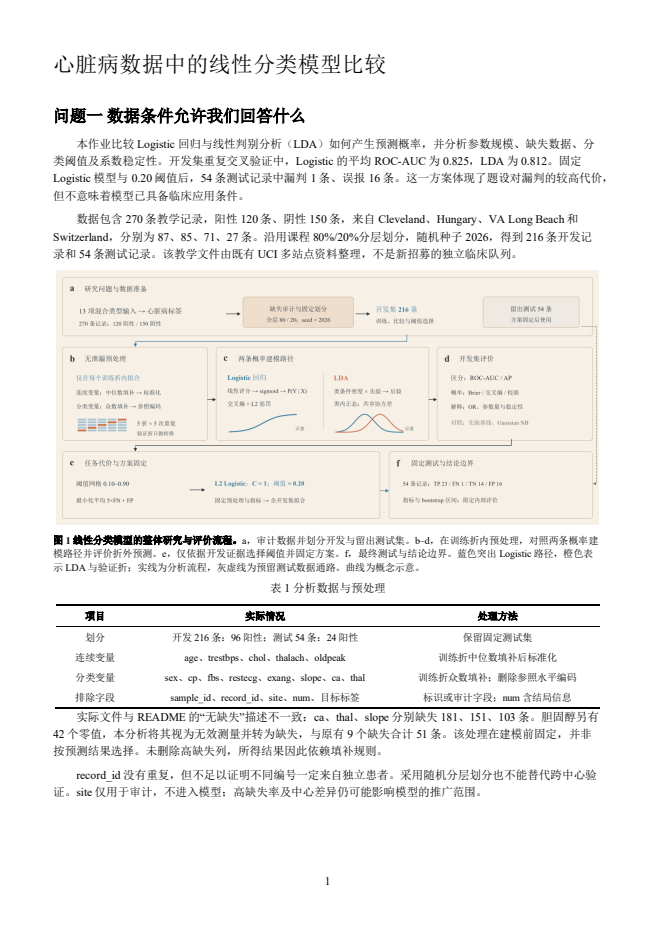 心脏病数据中的线性分类模型比较
问题一 数据条件允许我们回答什么
本作业比较 Logistic 回归与线性判别分析（LDA）如何产生预测概率，并分析参数规模、缺失数据、分
类阈值及系数稳定性。开发集重复交叉验证中，Logistic 的平均 ROC-AUC 为 0.825，LDA 为 0.812。固定
Logistic 模型与 0.20 阈值后，54 条测试记录中漏判 1 条、误报 16 条。这一方案体现了题设对漏判的较高代价，
但不意味着模型已具备临床应用条件。
数据包含 270 条教学记录，阳性 120 条、阴性 150 条，来自 Cleveland、Hungary、VA Long Beach 和
Switzerland，分别为 87、85、71、27 条。沿用课程 80%/20%分层划分，随机种子 2026，得到 216 条开发记
录和 54 条测试记录。该教学文件由既有 UCI 多站点资料整理，不是新招募的独立临床队列。
a 研究问题与数据准备
13 项混合类型输入 → 心脏病标签
270 条记录：120 阳性 / 150 阴性
缺失审计与固定划分
分层 80 / 20；seed = 2026
开发集 216 条
训练、比较与阈值选择
留出测试 54 条
方案固定后使用
b 无泄漏预处理
仅在每个训练折内拟合
连续变量：中位数填补 → 标准化
分类变量：众数填补 → 参照编码
5 折 × 5 次重复
验证折只做转换
c 两条概率建模路径
Logistic 回归
线性评分 → sigmoid → P(Y | X)
交叉熵 + L2 惩罚
示意
LDA
类条件密度 × 先验 → 后验
类内正态；共享协方差
示意
d 开发集评价
区分：ROC-AUC / AP
概率：Brier / 交叉熵 / 校准
解释：OR、参数量与稳定性
对照：先验基线、Gaussian NB
e 任务代价与方案固定
阈值网格 0.10–0.90
最小化平均 5×FN + FP
L2 Logistic：C = 1；阈值 = 0.20
固定预处理与指标 → 全开发集拟合
f 固定测试与结论边界
54 条记录：TP 23 / FN 1 / TN 14 / FP 16
指标与 bootstrap 区间；限定内部评价
图 1 线性分类模型的整体研究与评价流程。a，审计数据并划分开发与留出测试集。b–d，在训练折内预处理，对照两条概率建
模路径并评价折外预测。e，仅依据开发证据选择阈值并固定方案。f，最终测试与结论边界。蓝色突出 Logistic 路径，橙色表
示 LDA 与验证折；实线为分析流程，灰虚线为预留测试数据通路。曲线为概念示意。
表 1 分析数据与预处理
项目 实际情况 处理方法
划分 开发 216 条：96 阳性；测试 54 条：24 阳性 保留固定测试集
连续变量 age、trestbps、chol、thalach、oldpeak 训练折中位数填补后标准化
分类变量 sex、cp、fbs、restecg、exang、slope、ca、thal 训练折众数填补；删除参照水平编码
排除字段 sample_id、record_id、site、num、目标标签 标识或审计字段；num 含结局信息
实际文件与 README 的“无缺失”描述不一致：ca、thal、slope 分别缺失 181、151、103 条。胆固醇另有
42 个零值，本分析将其视为无效测量并转为缺失，与原有 9 个缺失合计 51 条。该处理在建模前固定，并非
按预测结果选择。未删除高缺失列，所得结果因此依赖填补规则。
record_id 没有重复，但不足以证明不同编号一定来自独立患者。采用随机分层划分也不能替代跨中心验
证。site 仅用于审计，不进入模型；高缺失率及中心差异仍可能影响模型的推广范围。
1